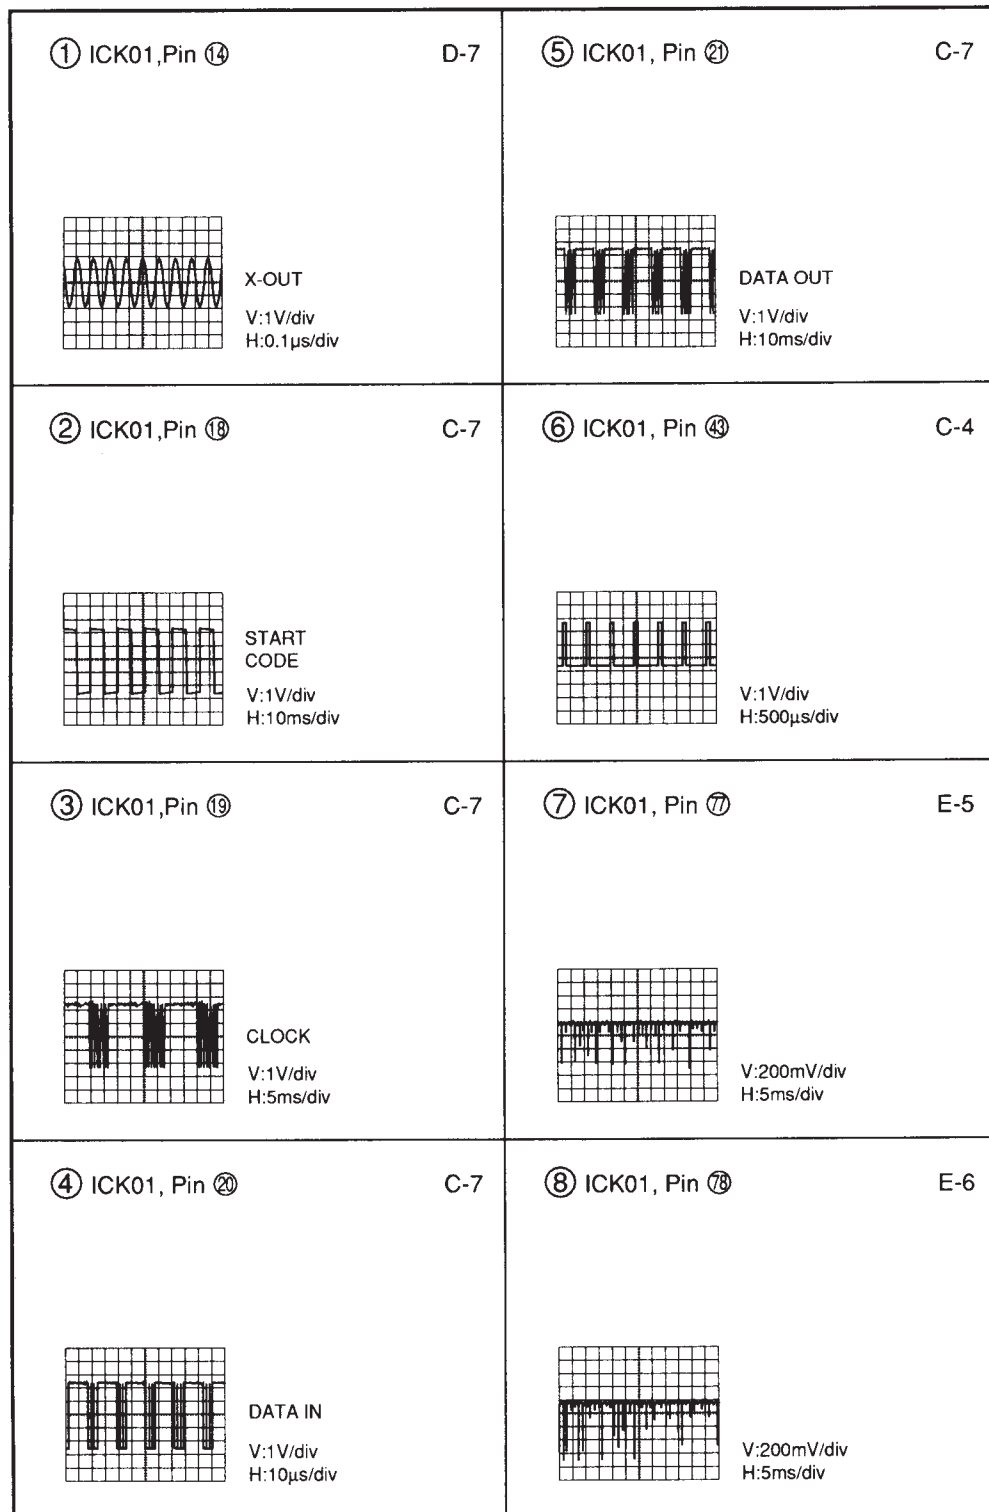 ① ICK01,Pin ⑭ D-7
X-OUT
V:1V/div
H:0.1µs/div
② ICK01,Pin ⑱ C-7
START
CODE
V:1V/div
H:10ms/div
③ ICK01,Pin ⑲ C-7
CLOCK
V:1V/div
H:5ms/div
④ ICK01, Pin ⑳ C-7
DATA IN
V:1V/div
H:10µs/div
⑤ ICK01, Pin ㉑ C-7
DATA OUT
V:1V/div
H:10ms/div
⑥ ICK01, Pin ㊸ C-4
V:1V/div
H:500µs/div
⑦ ICK01, Pin 77 E-5
V:200mV/div
H:5ms/div
⑧ ICK01, Pin 78 E-6
V:200mV/div
H:5ms/div